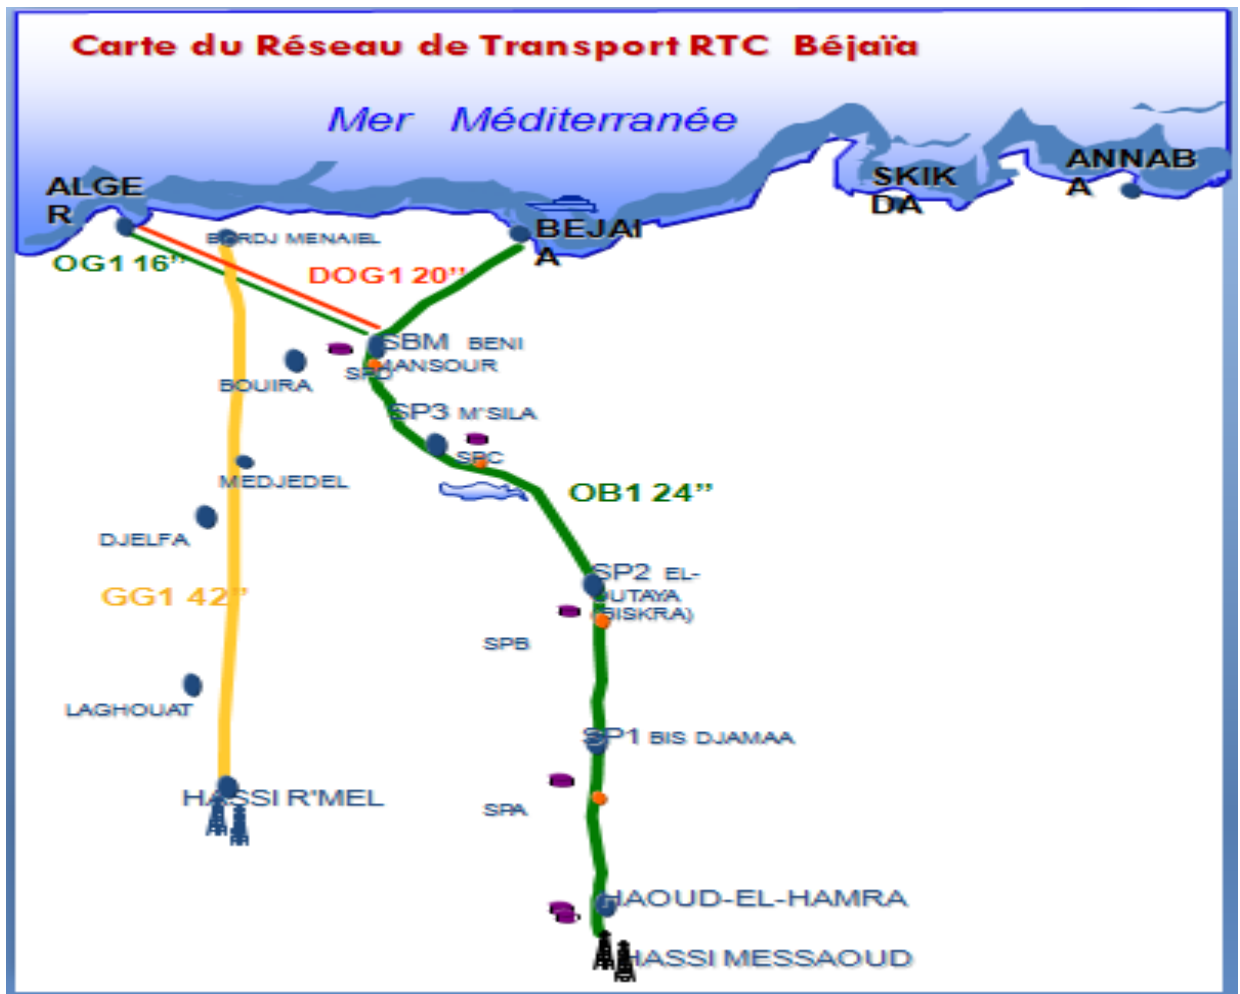 Carte du Réseau de Transport RTC Béjaïa
Mer Méditerranée
ALGE
R
BORDJ MENAIEL
BEJAI
A
SKIK
DA
ANNAB
A
OG1 16”
DOG1 20”
SBM BENI
MANSOUR
SPD
BOUIRA
SP3 M'SILA
SPC
MEDJEDEL
OB1 24”
DJELFA
SP2 EL-
OUTAYA
(BISKRA)
GG1 42”
SPB
LAGHOUAT
SP1 BIS DJAMAA
HASSI R'MEL
SPA
HAOUD-EL-HAMRA
HASSI MESSAOUD